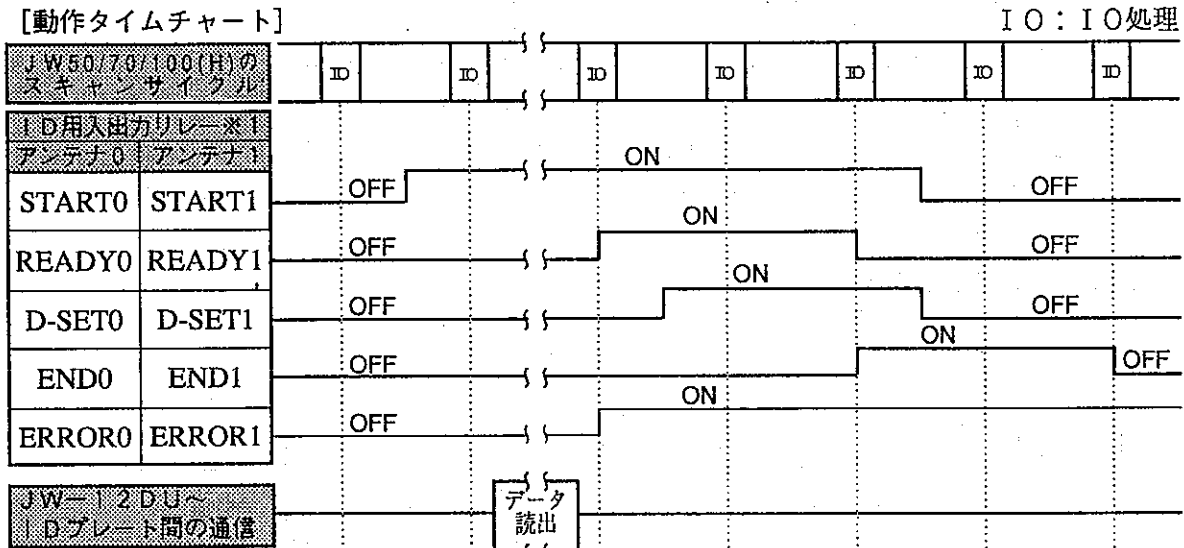 [動作タイムチャート]
IO:IO処理
JW50/70/100(H)の
スキャンサイクル
IO IO IO IO IO IO IO
ID用入出力リレー※1
アンテナ0 アンテナ1
START0 START1 OFF ON OFF
READY0 READY1 OFF ON OFF
D-SET0 D-SET1 OFF ON OFF
END0 END1 OFF ON OFF
ERROR0 ERROR1 OFF ON
JW-12DU~
IDプレート間の通信
データ
読出